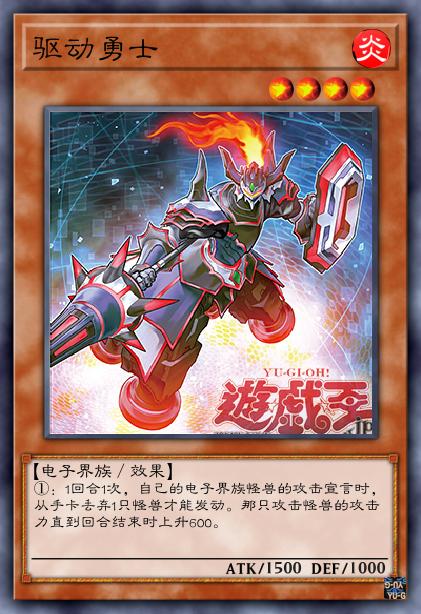 驱动勇士
炎
YU-GI-OH!
遊戯王
.jp
【电子界族／效果】
①：1回合1次，自己的电子界族怪兽的攻击宣言时，
从手卡丢弃1只怪兽才能发动。那只攻击怪兽的攻击
力直到回合结束时上升600。
ATK/1500 DEF/1000